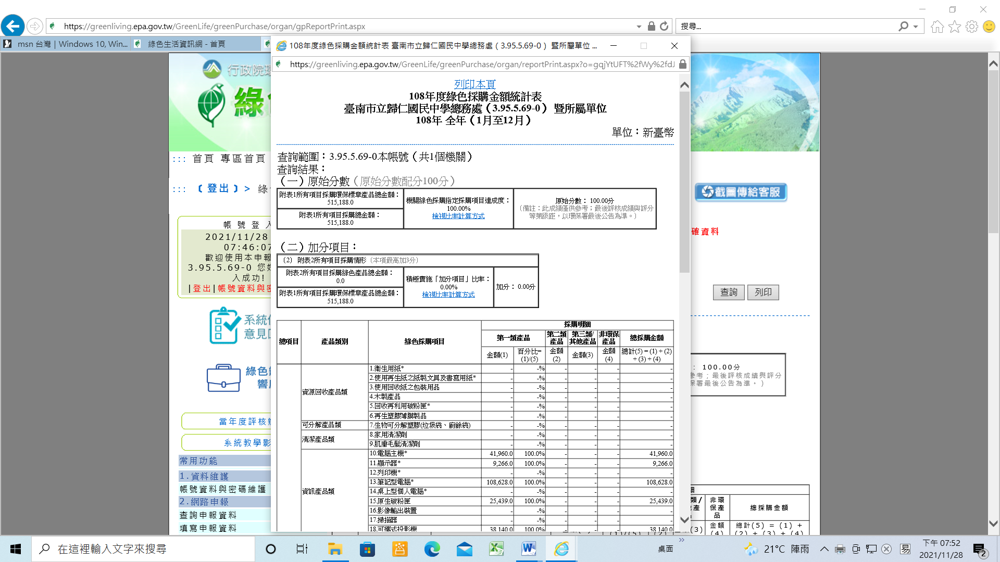 https://greenliving.epa.gov.tw/GreenLife/greenPurchase/organ/gpReportPrint.aspx
搜尋...
msn 台灣 | Windows 10, Win...
綠色生活資訊網 - 首頁
108年度綠色採購金額統計表 臺南市立歸仁國民中學總務處（3.95.5.69-0） 暨所屬單位 ...
https://greenliving.epa.gov.tw/GreenLife/greenPurchase/organ/reportPrint.aspx?o=gqjYtUFT%2fWy%2fdJ
行政院環
綠
::: 首頁 專區首頁
::: 【登出】> 綠
帳 號 登 入
2021/11/28
07:46:07
歡迎使用本申報
3.95.5.69-0 您好
入成功!
|登出|帳號資料與密
系統
意見
綠色
響
當年度評核
系統教學影
常用功能
1.資料維護
帳號資料與密碼維護
2.網路申報
查詢申報資料
填寫申報資料
列印本頁
108年度綠色採購金額統計表
臺南市立歸仁國民中學總務處（3.95.5.69-0） 暨所屬單位
108年 全年（1月至12月）
單位：新臺幣
查詢範圍：3.95.5.69-0本帳號（共1個機關）
查詢結果：
（一）原始分數（原始分數配分100分）
附表1所有項目採購環保標章產品總金額：
515,188.0
附表1所有項目採購總金額：
515,188.0
機關綠色採購指定採購項目達成度：
100.00%
檢視比率計算方式
原始分數： 100.00分
（備註：此成績僅供參考；最後評核成績與評分
等第級距，以環保署最後公告為準。）
（二）加分項目：
（2） 附表2所有項目採購情形（本項最高加3分）
附表2所有項目採購綠色產品總金額：
0.0
附表1所有項目採購環保標章產品總金額：
515,188.0
積極實施「加分項目」比率：
0.00%
檢視比率計算方式
加分： 0.00分
總項目 產品類別 綠色採購項目 採購明細
第一類產品 第二類產品 第三類/其他產品 非環保產品 總採購金額
金額(1) 百分比=(1)/(5) 金額(2) 金額(3) 金額(4) 總計(5) = (1) + (2) + (3) + (4)
資源回收產品類
1.衛生用紙* - -% - - - -
2.使用再生紙之紙製文具及書寫用紙* - -% - - - -
3.使用回收紙之包裝用品 - -% - - - -
4.木製產品 - -% - - - -
5.回收再利用碳粉匣* - -% - - - -
6.再生塑膠薄膜製品 - -% - - - -
可分解產品類 7.生物可分解塑膠(垃圾袋、廚餘袋) - -% - - - -
清潔產品類
8.家用清潔劑 - -% - - - -
9.肌膚毛髮清潔劑 - -% - - - -
資訊產品類
10.電腦主機* 41,960.0 100.0% - - - 41,960.0
11.顯示器* 9,266.0 100.0% - - - 9,266.0
12.列印機* - -% - - - -
13.筆記型電腦* 108,628.0 100.0% - - - 108,628.0
14.桌上型個人電腦* - -% - - - -
15.原生碳粉匣 25,439.0 100.0% - - - 25,439.0
16.影像輸出裝置 - -% - - - -
17.掃描器 - -% - - - -
18.可攜式投影機 38,140.0 100.0% - - - 38,140.0
截圖傳給客服
確資料
查詢 列印
： 100.00分
參考；最後評核成績與評分
保署最後公告為準。）
細
類/
產
非環保產品
總採購金額
(3)
金額(4)
總計(5) = (1) +
(2) + (3) + (4)
在這裡輸入文字來搜尋
桌面
21°C 陣雨
易
下午 07:52
2021/11/28
2